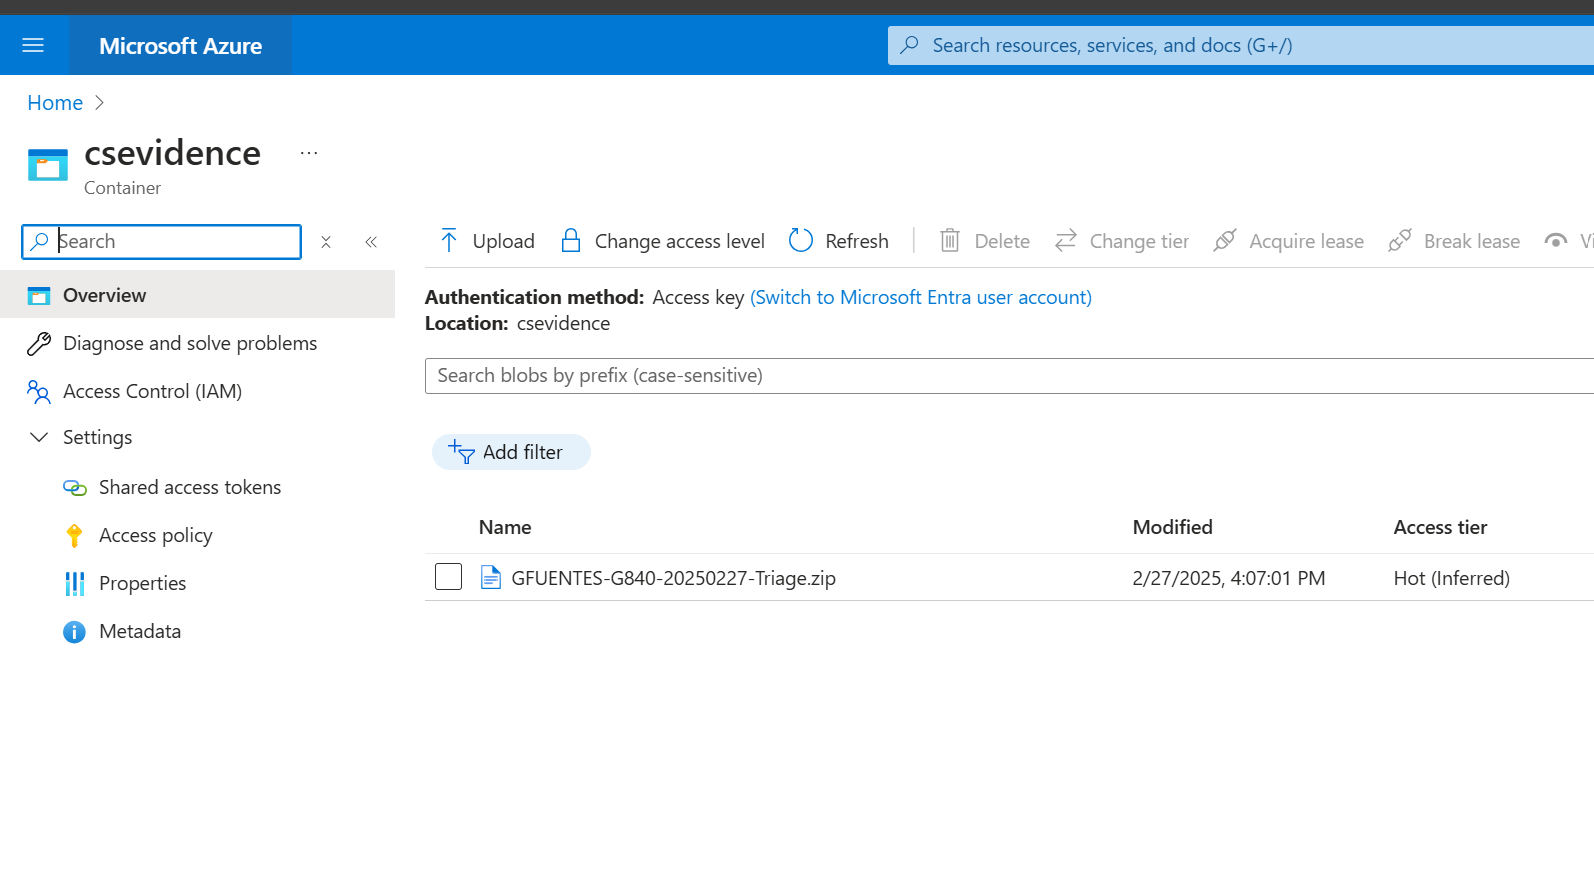 Microsoft Azure
Search resources, services, and docs (G+/)
Home
csevidence ...
Container
Search
Upload Change access level Refresh Delete Change tier Acquire lease Break lease
Overview
Diagnose and solve problems
Access Control (IAM)
Settings
Shared access tokens
Access policy
Properties
Metadata
Authentication method: Access key (Switch to Microsoft Entra user account)
Location: csevidence
Search blobs by prefix (case-sensitive)
Add filter
Name Modified Access tier
GFUENTES-G840-20250227-Triage.zip 2/27/2025, 4:07:01 PM Hot (Inferred)